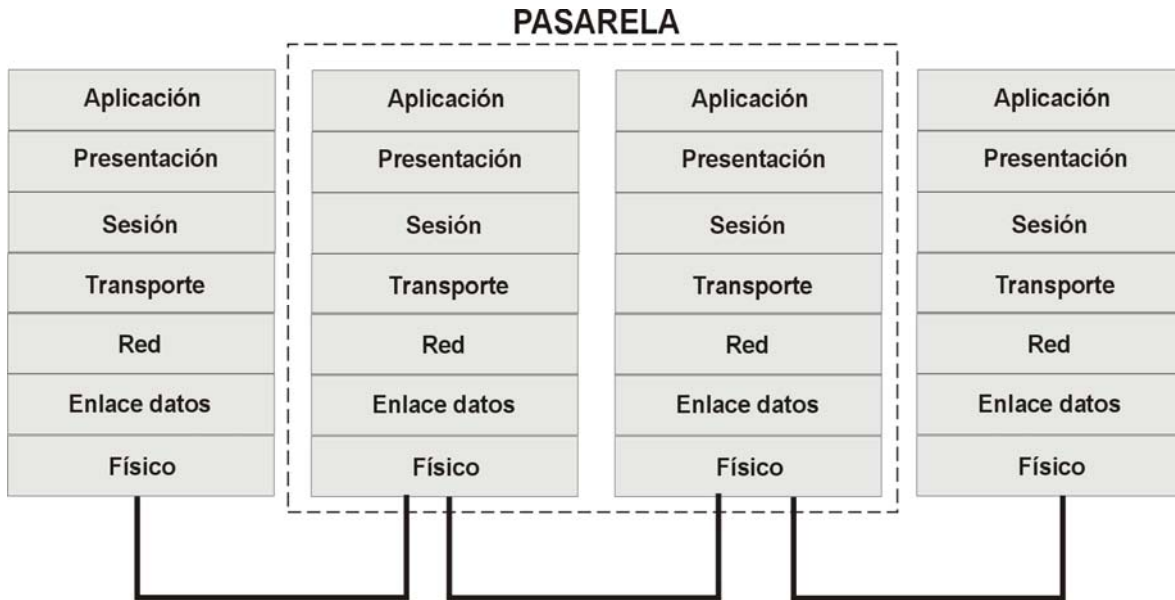 PASARELA
Aplicación
Presentación
Sesión
Transporte
Red
Enlace datos
Físico
Aplicación
Presentación
Sesión
Transporte
Red
Enlace datos
Físico
Aplicación
Presentación
Sesión
Transporte
Red
Enlace datos
Físico
Aplicación
Presentación
Sesión
Transporte
Red
Enlace datos
Físico